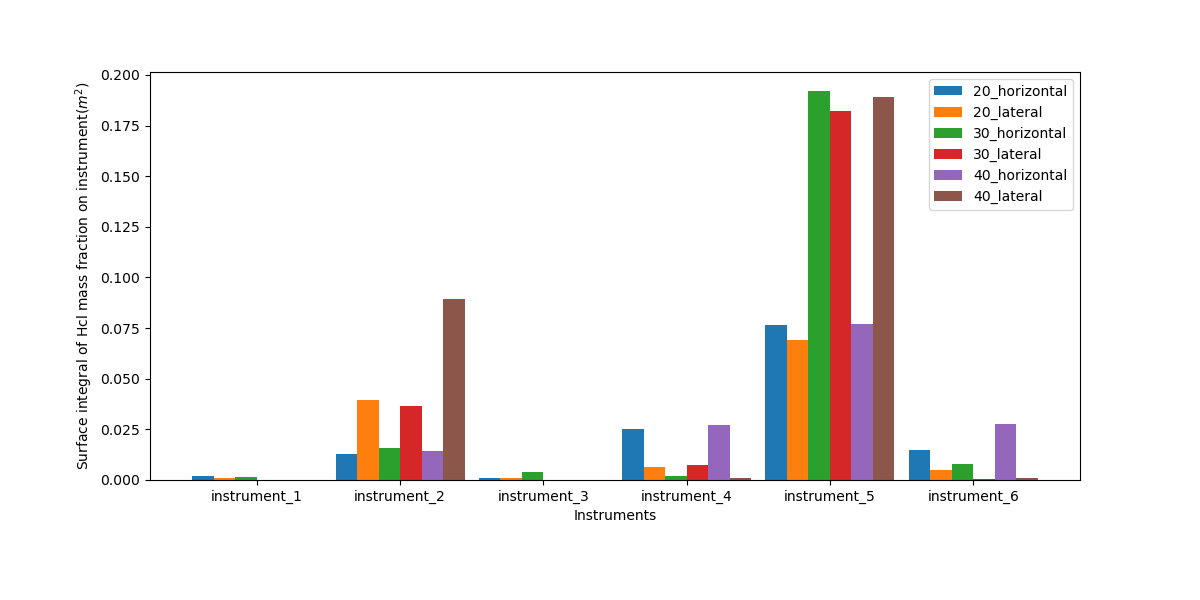 Surface integral of Hcl mass fraction on instrument(m²)
0.200
0.175
0.150
0.125
0.100
0.075
0.050
0.025
0.000
20_horizontal
20_lateral
30_horizontal
30_lateral
40_horizontal
40_lateral
instrument_1 instrument_2 instrument_3 instrument_4 instrument_5 instrument_6
Instruments